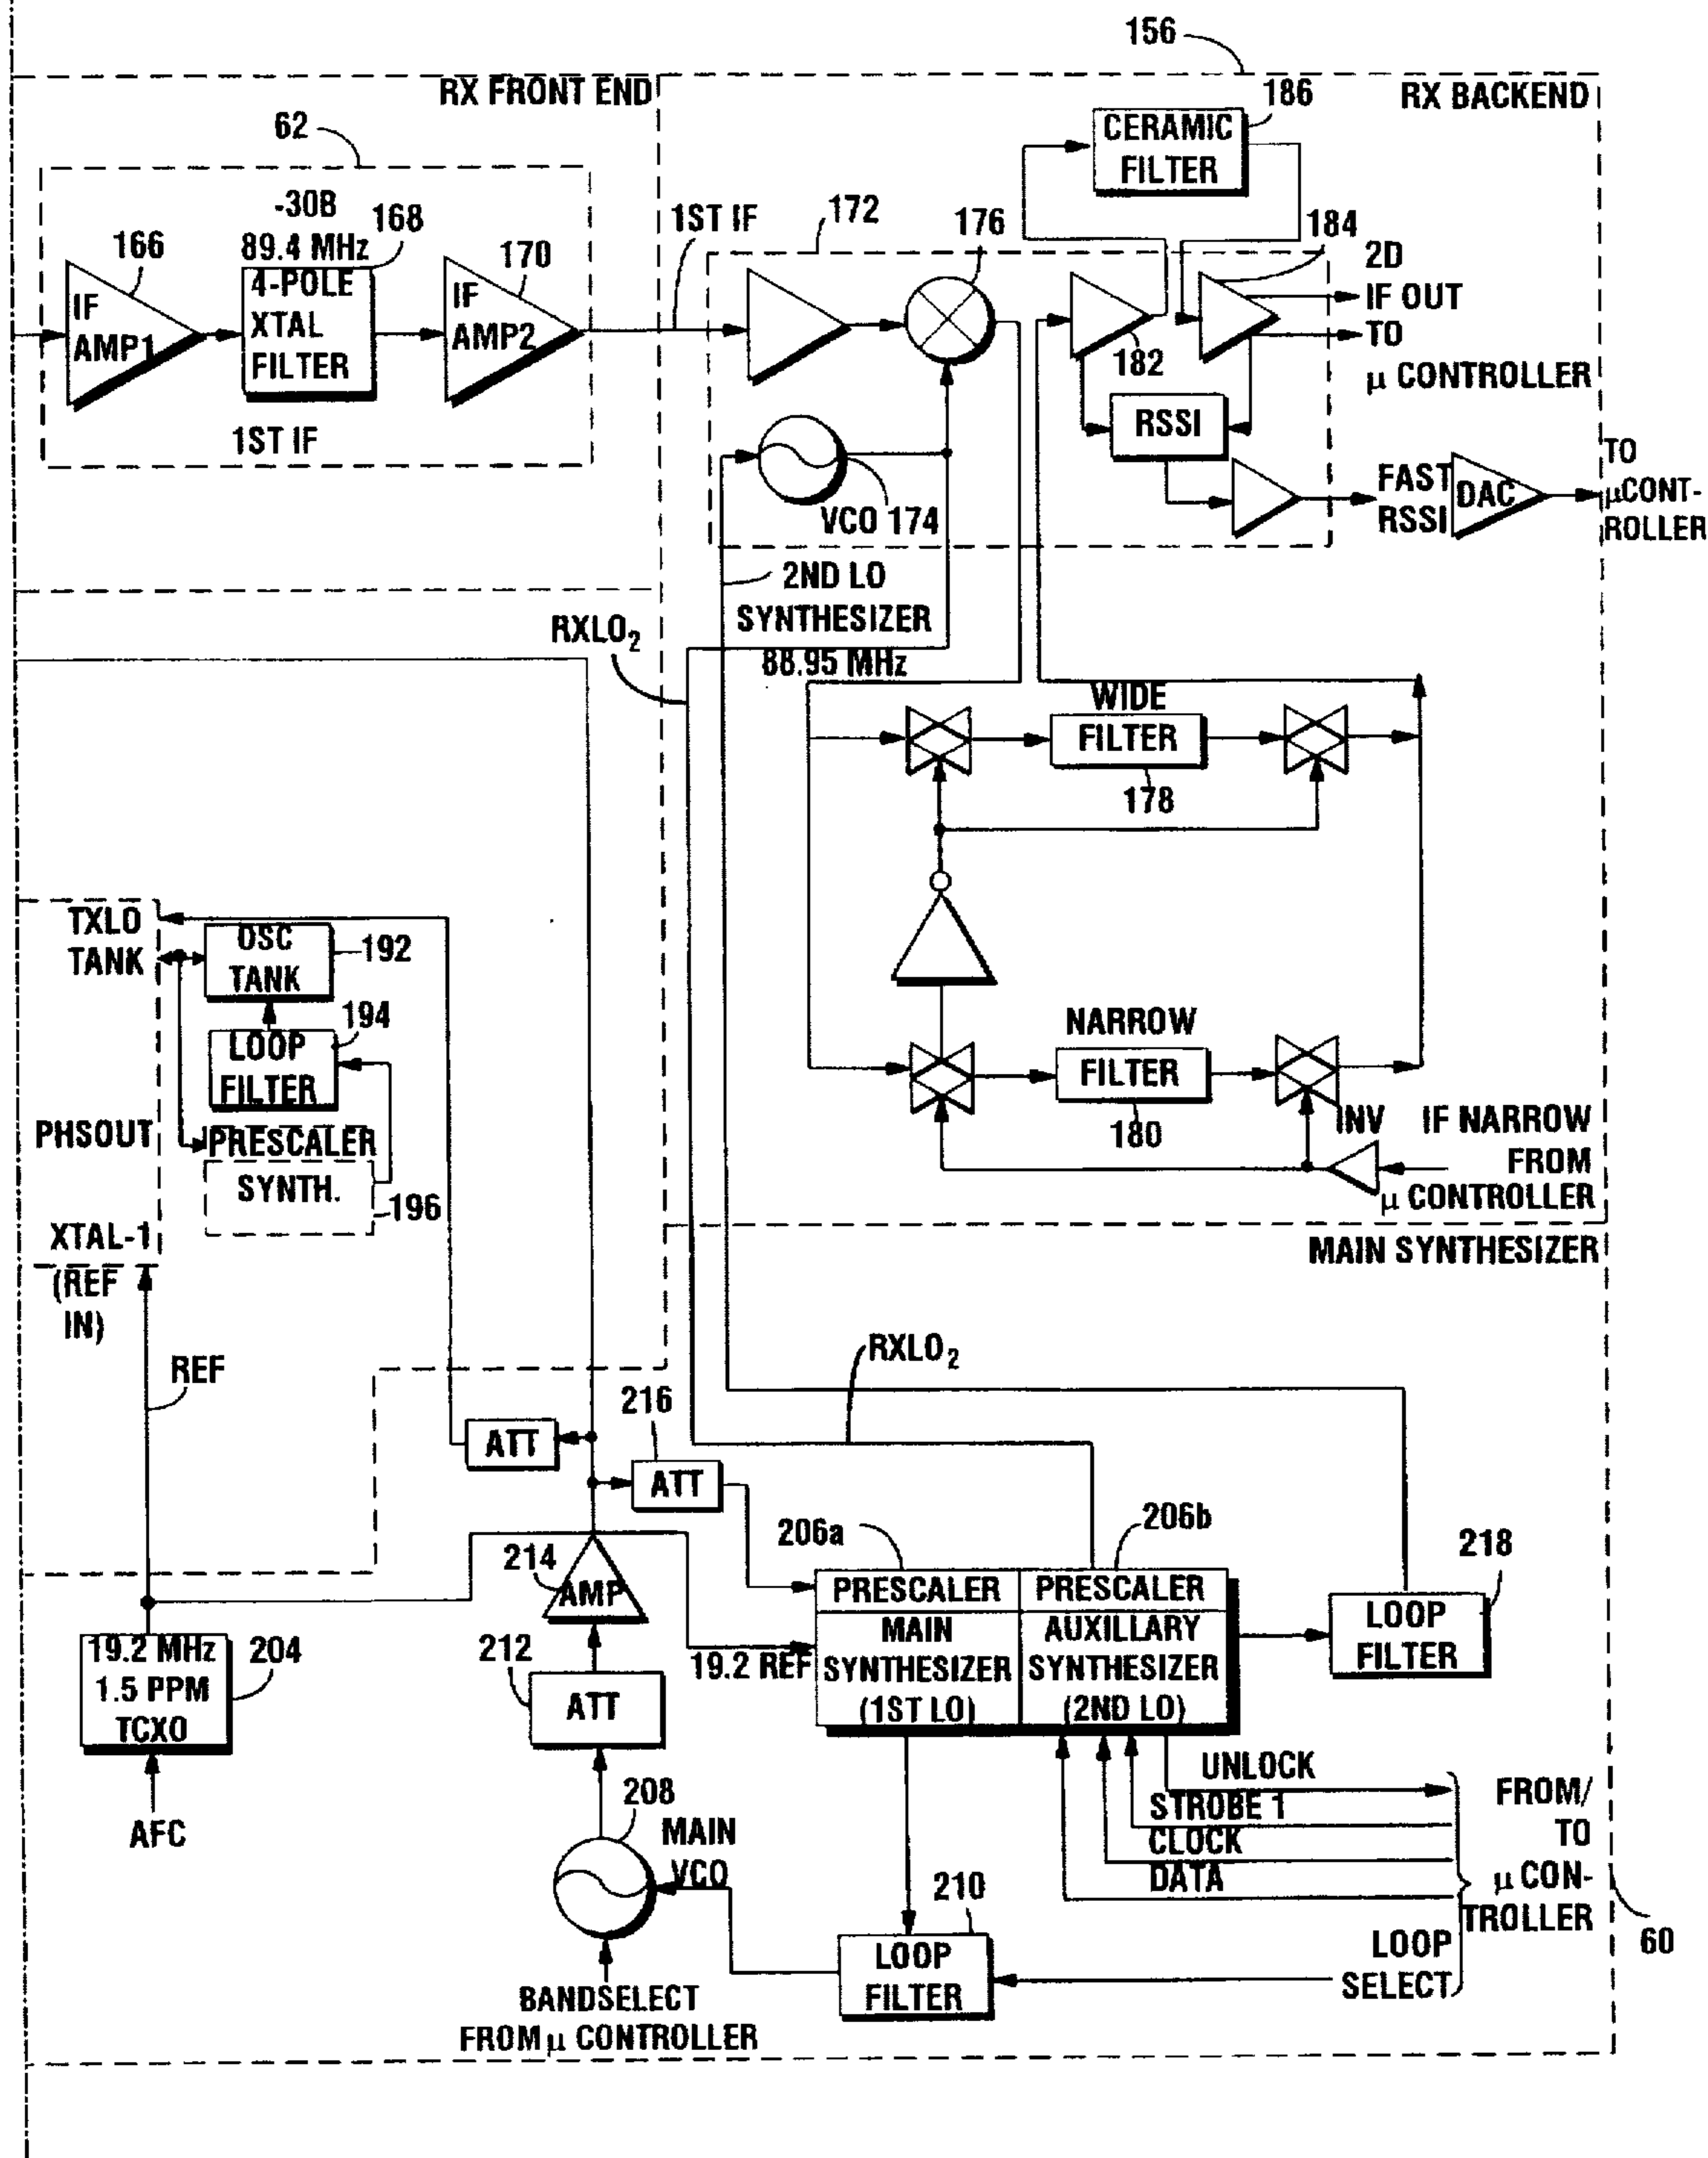 156
RX FRONT END
RX BACKEND
62
186
CERAMIC
FILTER
-30B
89.4 MHz
168
4-POLE
XTAL
FILTER
166
IF
AMP1
170
IF
AMP2
1ST IF
1ST IF
172
176
184
2D
IF OUT
TO
μ CONTROLLER
182
RSSI
VCO 174
FAST
RSSI
DAC
TO
μCONT-
ROLLER
2ND LO
SYNTHESIZER
88.95 MHz
RXLO2
WIDE
FILTER
178
TXLO
TANK
OSC
TANK
192
194
LOOP
FILTER
PHSOUT
PRESCALER
SYNTH.
196
XTAL-1
(REF
IN)
NARROW
FILTER
180
INV
IF NARROW
FROM
μ CONTROLLER
MAIN SYNTHESIZER
REF
RXLO2
216
ATT
ATT
206a
206b
218
214
AMP
PRESCALER
PRESCALER
LOOP
FILTER
19.2 MHz
1.5 PPM
TCXO
204
212
ATT
19.2 REF
MAIN
SYNTHESIZER
(1ST LO)
AUXILLARY
SYNTHESIZER
(2ND LO)
AFC
208
MAIN
VCO
UNLOCK
STROBE 1
CLOCK
DATA
FROM/
TO
μ CON-
TROLLER
60
210
LOOP
FILTER
LOOP
SELECT
BANDSELECT
FROM μ CONTROLLER